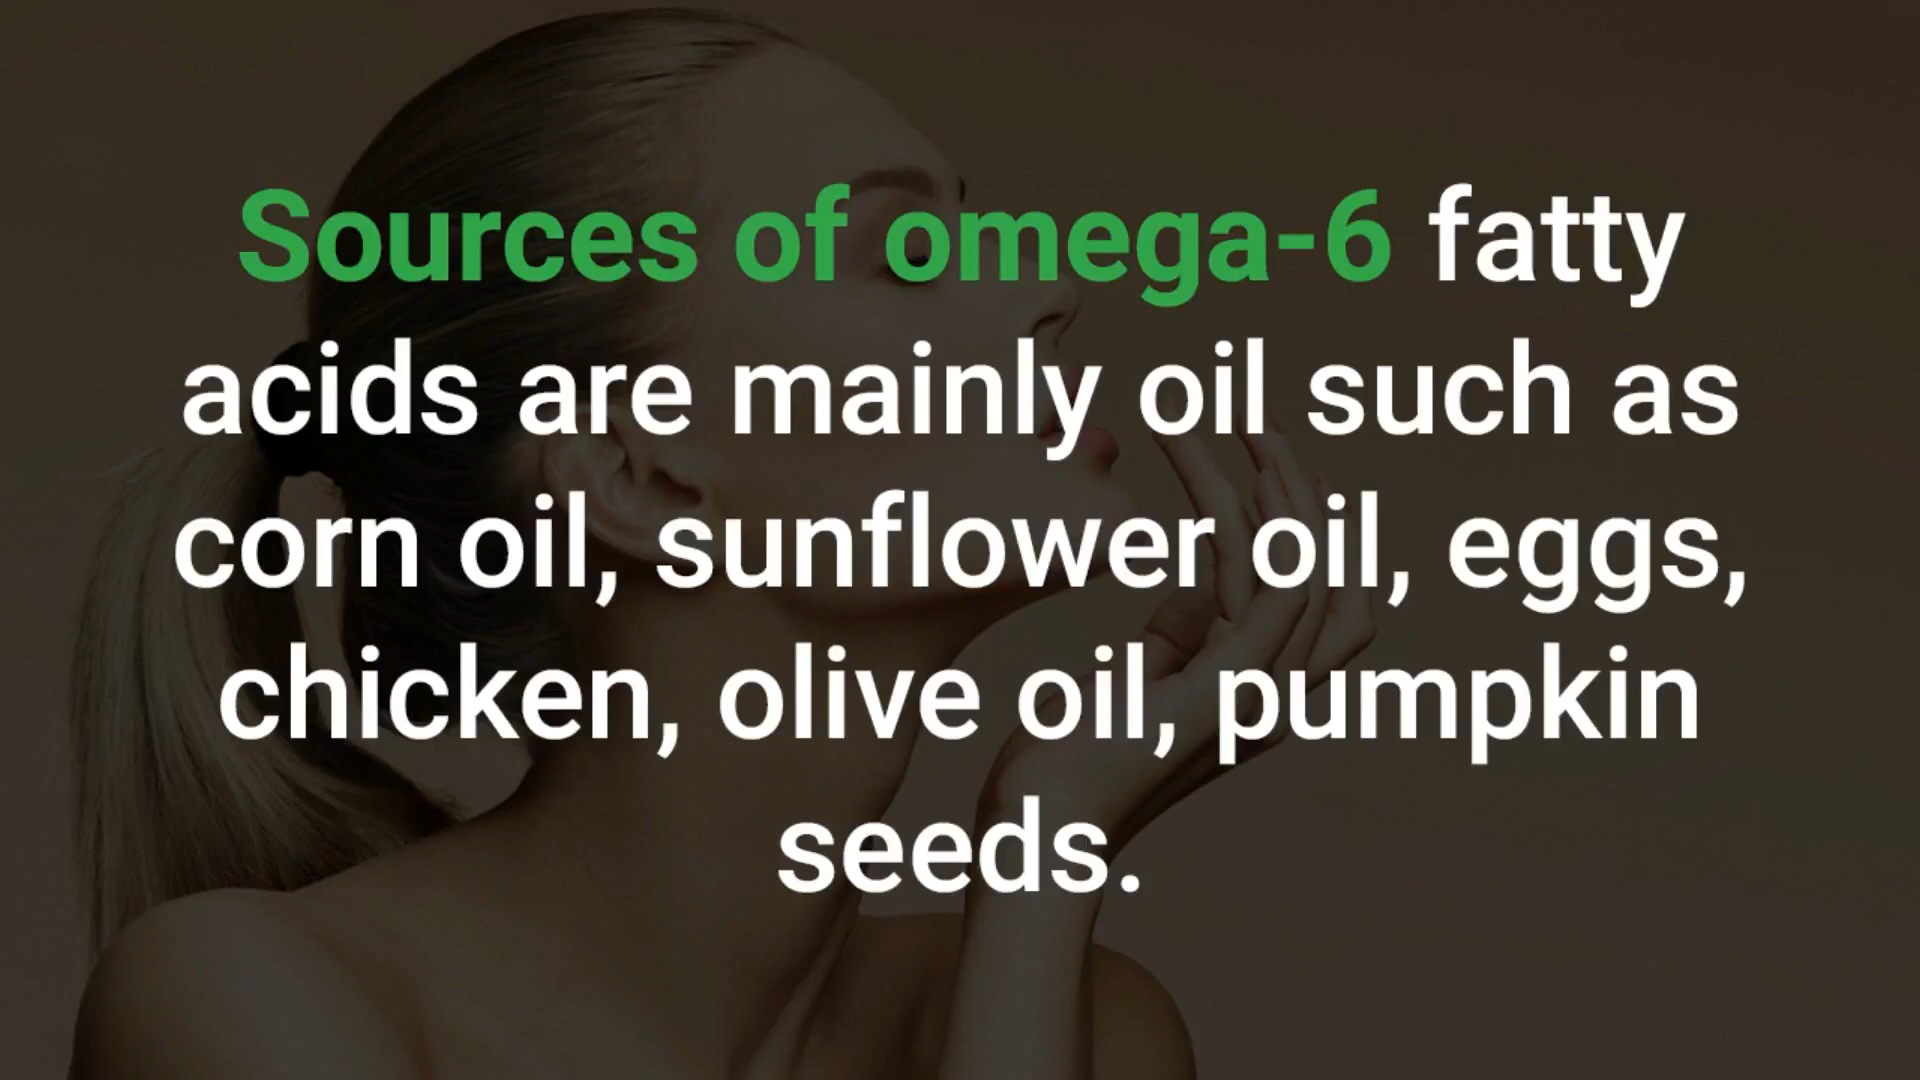 Sources of omega-6 fatty
acids are mainly oil such as
corn oil, sunflower oil, eggs,
chicken, olive oil, pumpkin
seeds.